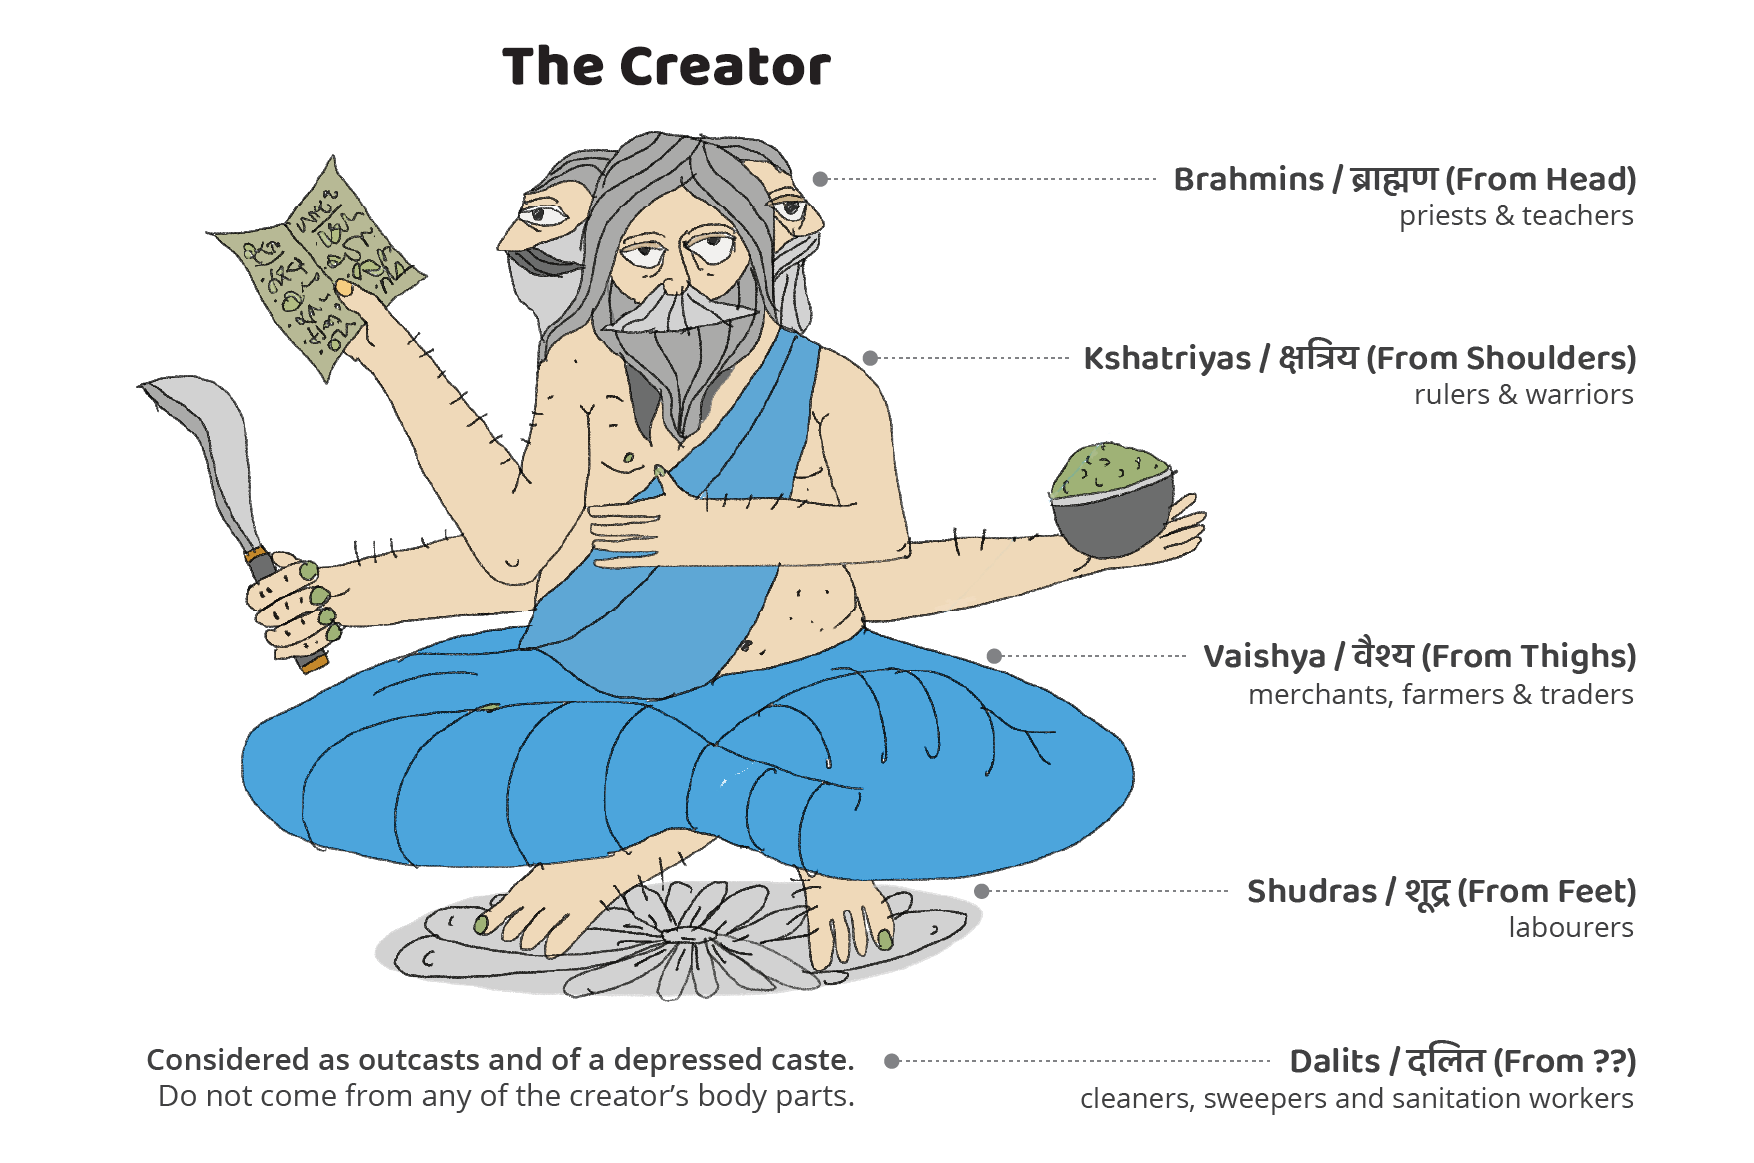 The Creator
Brahmins / ब्राह्मण (From Head)
priests & teachers
Kshatriyas / क्षत्रिय (From Shoulders)
rulers & warriors
Vaishya / वैश्य (From Thighs)
merchants, farmers & traders
Shudras / शूद्र (From Feet)
labourers
Considered as outcasts and of a depressed caste.
Do not come from any of the creator’s body parts.
Dalits / दलित (From ??)
cleaners, sweepers and sanitation workers